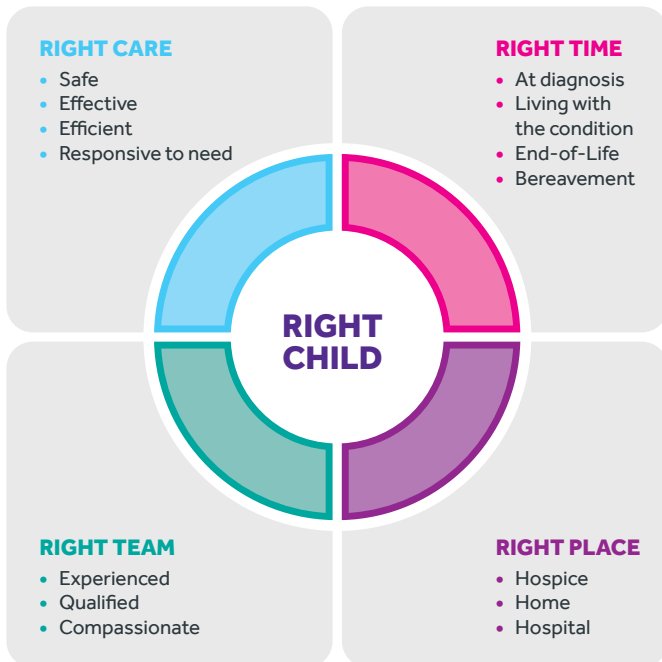 RIGHT CARE
• Safe
• Effective
• Efficient
• Responsive to need
RIGHT TIME
• At diagnosis
• Living with
the condition
• End-of-Life
• Bereavement
RIGHT
CHILD
RIGHT TEAM
• Experienced
• Qualified
• Compassionate
RIGHT PLACE
• Hospice
• Home
• Hospital